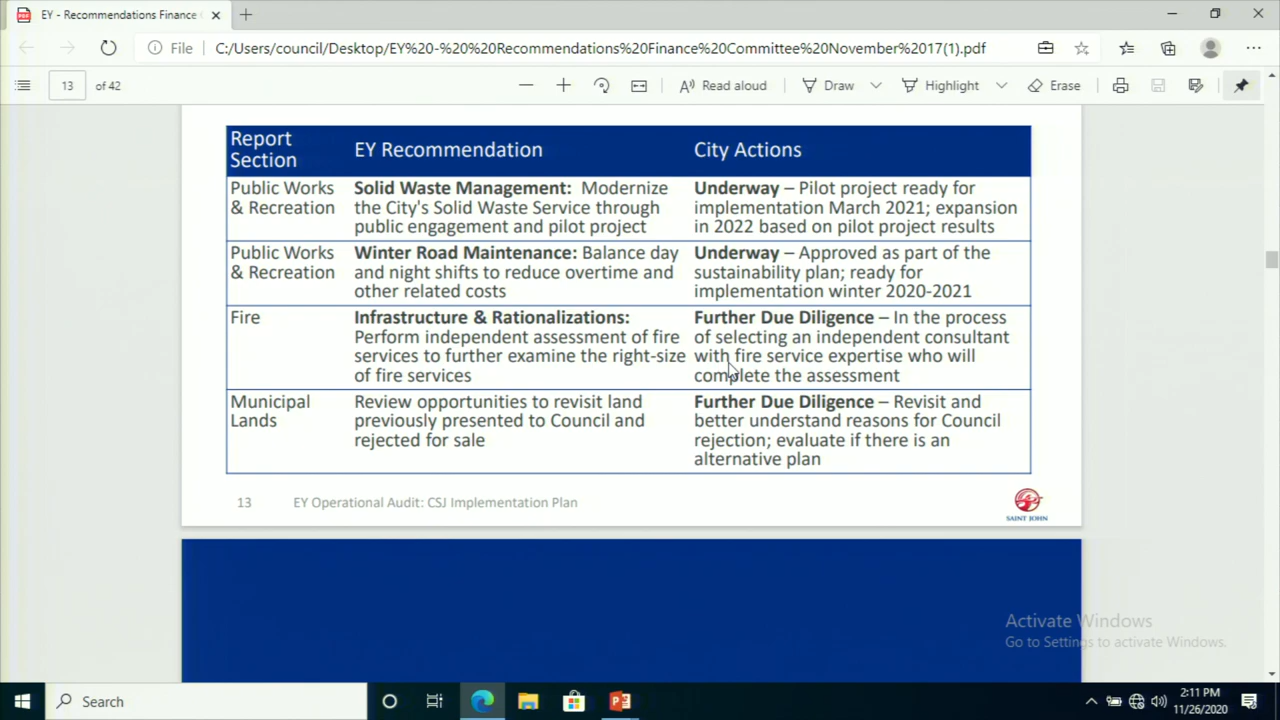 EY - Recommendations Finance
File
C:/Users/council/Desktop/EY%20-%20%20Recommendations%20Finance%20Committee%20November%2017(1).pdf
13 of 42
Read aloud
Draw
Highlight
Erase
Report Section
EY Recommendation
City Actions
Public Works
& Recreation
Solid Waste Management: Modernize
the City's Solid Waste Service through
public engagement and pilot project
Underway – Pilot project ready for
implementation March 2021; expansion
in 2022 based on pilot project results
Public Works
& Recreation
Winter Road Maintenance: Balance day
and night shifts to reduce overtime and
other related costs
Underway – Approved as part of the
sustainability plan; ready for
implementation winter 2020-2021
Fire
Infrastructure & Rationalizations:
Perform independent assessment of fire
services to further examine the right-size
of fire services
Further Due Diligence – In the process
of selecting an independent consultant
with fire service expertise who will
complete the assessment
Municipal
Lands
Review opportunities to revisit land
previously presented to Council and
rejected for sale
Further Due Diligence – Revisit and
better understand reasons for Council
rejection; evaluate if there is an
alternative plan
13 EY Operational Audit: CSJ Implementation Plan
SAINT JOHN
Activate Windows
Go to Settings to activate Windows.
Search
2:11 PM
11/26/2020